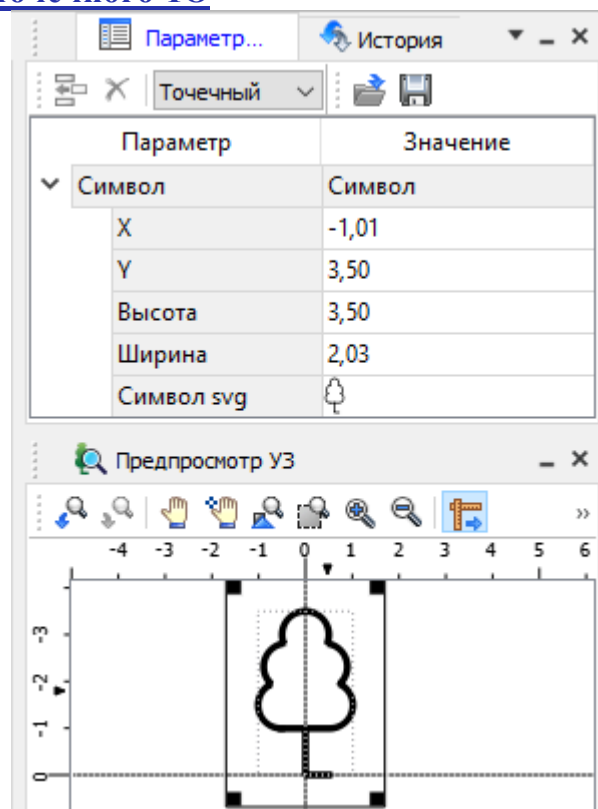 Параметр... История
Точечный
Параметр Значение
Символ Символ
X -1,01
Y 3,50
Высота 3,50
Ширина 2,03
Символ svg
Предпросмотр УЗ
-4 -3 -2 -1 0 1 2 3 4 5 6
-3
-2
-1
0